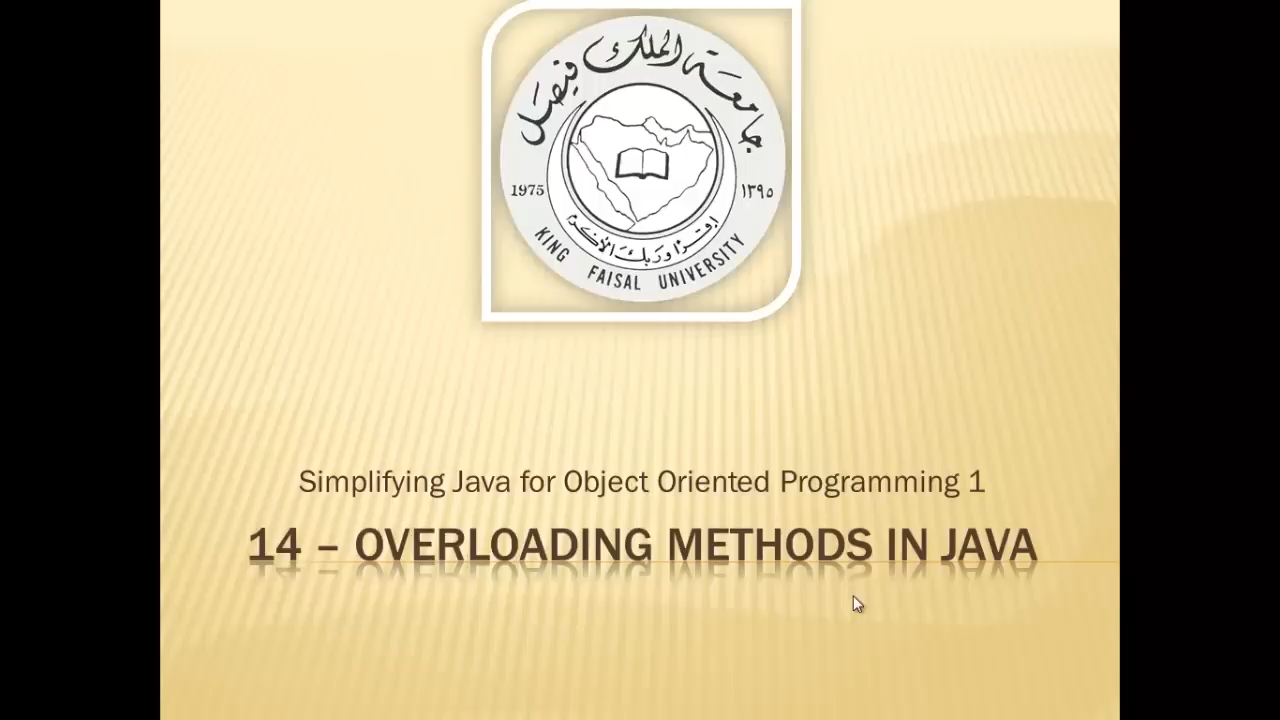 جامعة الملك فيصل
1975
١٣٩٥
اقرأ وربك الأكرم
KING FAISAL UNIVERSITY
Simplifying Java for Object Oriented Programming 1
14 – OVERLOADING METHODS IN JAVA